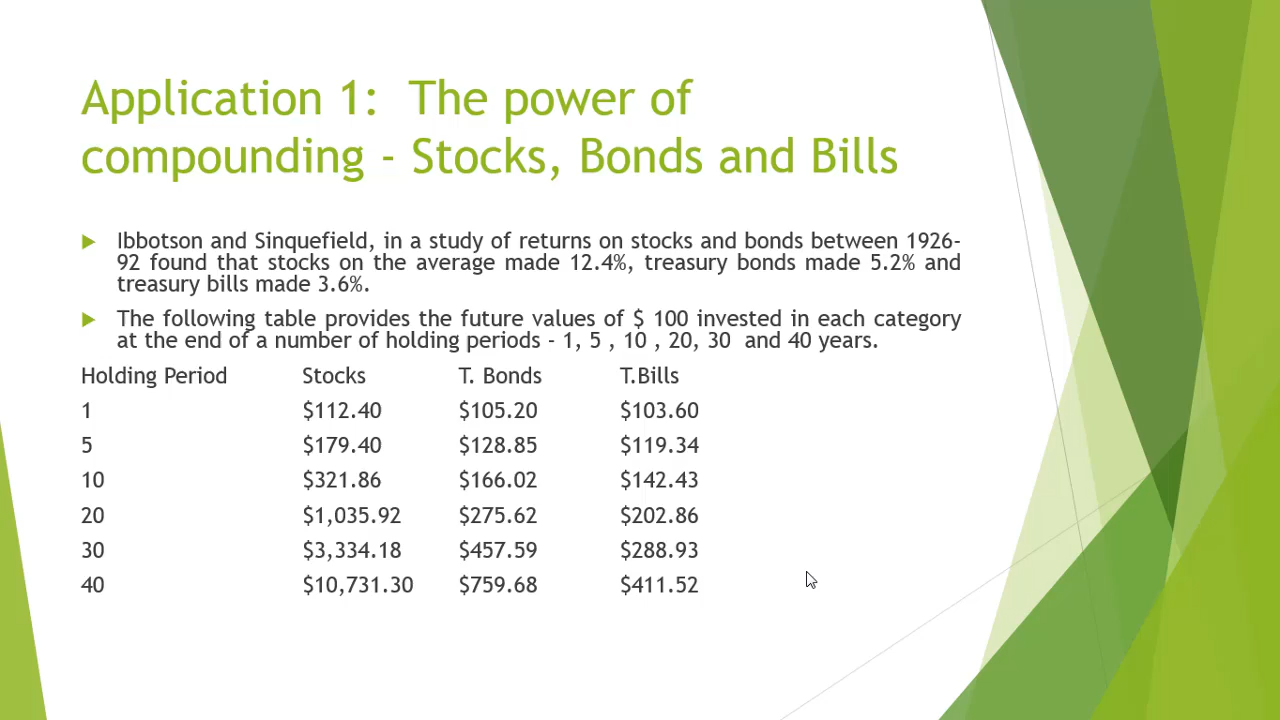 Application 1:  The power of
compounding - Stocks, Bonds and Bills
Ibbotson and Sinquefield, in a study of returns on stocks and bonds between 1926-
92 found that stocks on the average made 12.4%, treasury bonds made 5.2% and
treasury bills made 3.6%.
The following table provides the future values of $ 100 invested in each category
at the end of a number of holding periods - 1, 5 , 10 , 20, 30  and 40 years.
Holding Period Stocks T. Bonds T.Bills
1 $112.40 $105.20 $103.60
5 $179.40 $128.85 $119.34
10 $321.86 $166.02 $142.43
20 $1,035.92 $275.62 $202.86
30 $3,334.18 $457.59 $288.93
40 $10,731.30 $759.68 $411.52